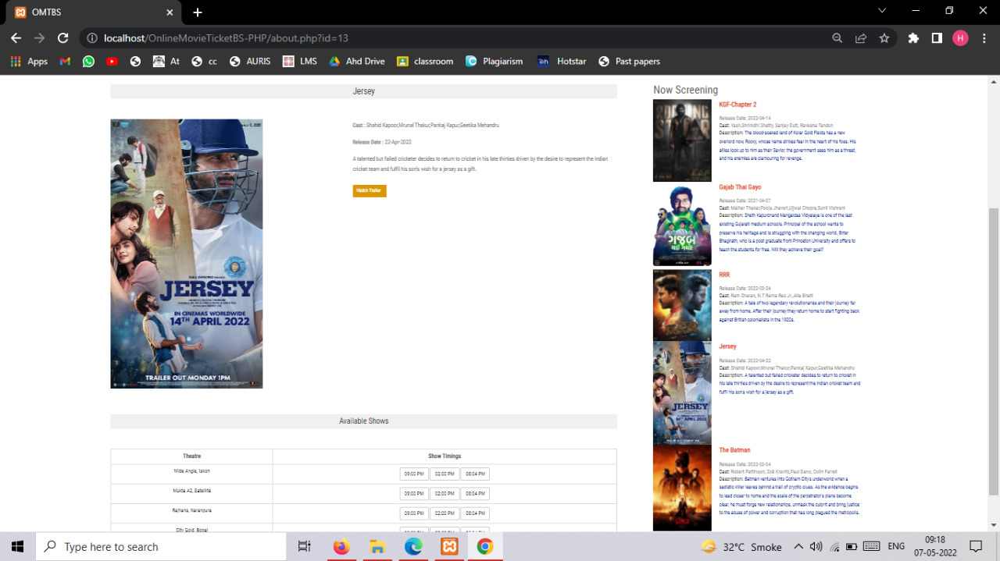 OMTBS
localhost/OnlineMovieTicketBS-PHP/about.php?id=13
H
Apps
At
cc
AURIS
LMS
Ahd Drive
classroom
Plagiarism
Hotstar
Past papers
Jersey
Cast : Shahid Kapoor,Mrunal Thakur,Pankaj Kapur,Geetika Mehandru
Release Date : 22-Apr-2022
A talented but failed cricketer decides to return to cricket in his late thirties driven by the desire to represent the Indian
cricket team and fulfil his son's wish for a jersey as a gift.
Watch Trailer
JERSEY
IN CINEMAS WORLDWIDE
14TH APRIL 2022
TRAILER OUT MONDAY 1PM
Available Shows
Theatre Show Timings
Wide Angle, Iskon 09:00 PM 02:00 PM 08:04 PM
Mukta A2, Satellite 09:00 PM 02:00 PM 08:04 PM
Rajhans, Naranpura 09:00 PM 02:00 PM 08:04 PM
City Gold, Bopal
Now Screening
KGF-Chapter 2
Release Date: 2022-04-14
Cast: Yash,Shrinidhi Shetty, Sanjay Dutt, Raveena Tandon
Description: The blood-soaked land of Kolar Gold Fields has a new
overlord now, Rocky, whose name strikes fear in the heart of his foes. His
allies look up to him as their Savior, the government sees him as a threat,
and his enemies are clamouring for revenge.
Gajab Thai Gayo
Release Date: 2021-04-07
Cast: Malhar Thakar,Pooja Jhaveri,Ujjwal Chopra,Sunil Vishrani
Description: Sheth Kapurchand Mangaldas Vidyalaya is one of the last
existing Gujarati medium schools. Principal of the school wants to
preserve his heritage and is struggling with the changing world. Enter
Bhagirath, who is a post graduate from Princeton University and offers to
teach the students for free. Will they achieve their goal?
ગજબ
થઈ ગયો!
RRR
Release Date: 2022-03-24
Cast: Ram Charan, N.T Rama Rao Jr.,Alia Bhatt
Description: A tale of two legendary revolutionaries and their journey far
away from home. After their journey they return home to start fighting back
against British colonialists in the 1920s.
Jersey
Release Date: 2022-04-22
Cast: Shahid Kapoor,Mrunal Thakur,Pankaj Kapur,Geetika Mehandru
Description: A talented but failed cricketer decides to return to cricket in
his late thirties driven by the desire to represent the Indian cricket team and
fulfil his son's wish for a jersey as a gift.
JERSEY
The Batman
Release Date: 2022-03-04
Cast: Robert Pattinson, Zoë Kravitz,Paul Dano, Colin Farrell
Description: Batman ventures into Gotham City's underworld when a
sadistic killer leaves behind a trail of cryptic clues. As the evidence begins
to lead closer to home and the scale of the perpetrator's plans become
clear, he must forge new relationships, unmask the culprit and bring justice
to the abuse of power and corruption that has long plagued the metropolis.
Type here to search
32°C Smoke
ENG
09:18
07-05-2022